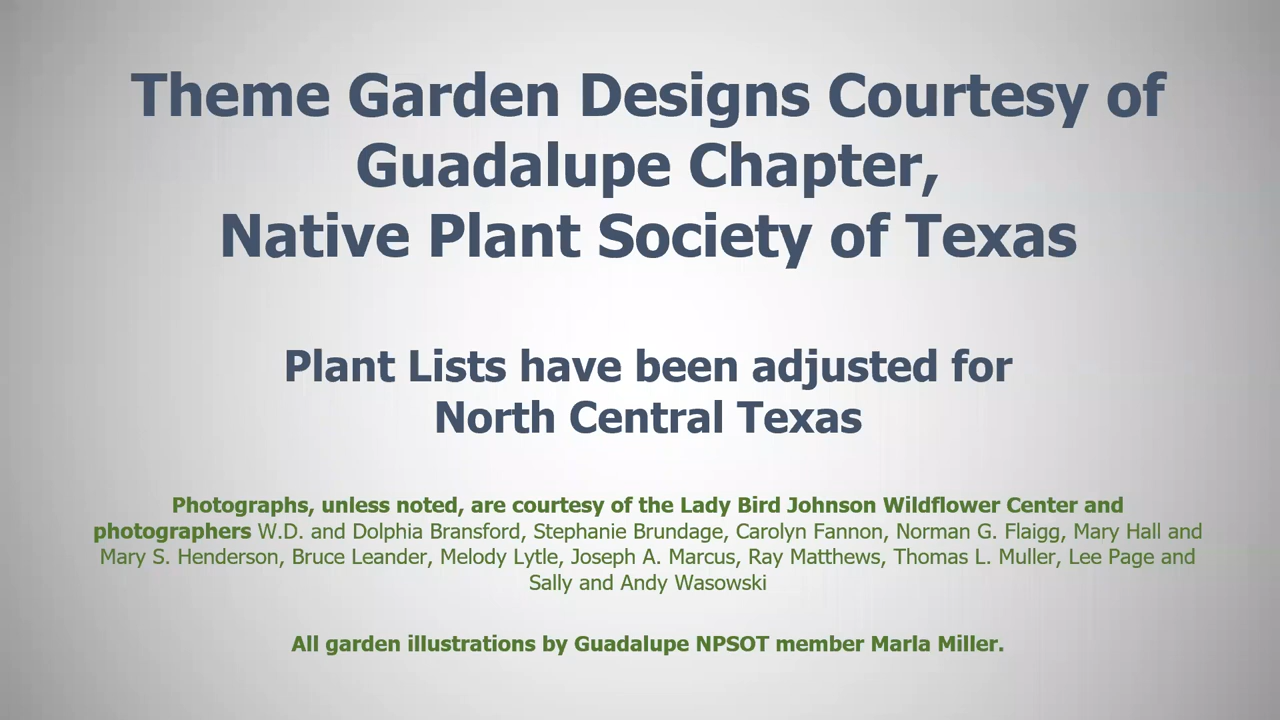 Theme Garden Designs Courtesy of
Guadalupe Chapter,
Native Plant Society of Texas
Plant Lists have been adjusted for
North Central Texas
Photographs, unless noted, are courtesy of the Lady Bird Johnson Wildflower Center and
photographers W.D. and Dolphia Bransford, Stephanie Brundage, Carolyn Fannon, Norman G. Flaigg, Mary Hall and
Mary S. Henderson, Bruce Leander, Melody Lytle, Joseph A. Marcus, Ray Matthews, Thomas L. Muller, Lee Page and
Sally and Andy Wasowski
All garden illustrations by Guadalupe NPSOT member Marla Miller.